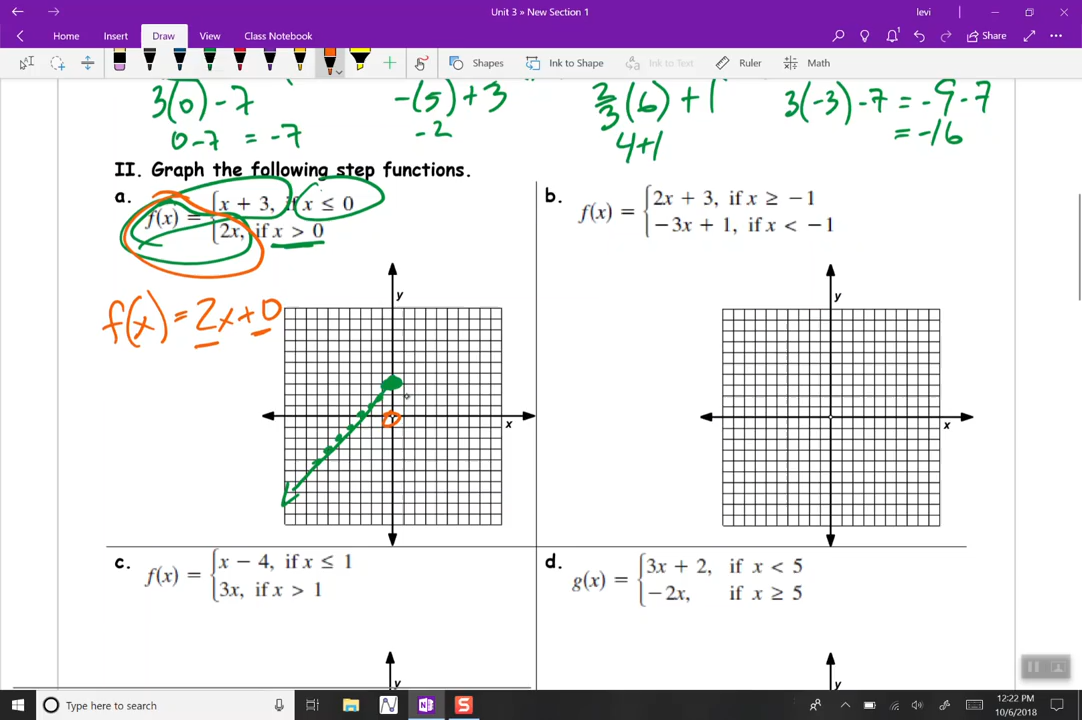 Unit 3 » New Section 1
levi
Home Insert Draw View Class Notebook
Share
Shapes Ink to Shape Ink to Text Ruler Math
3(0) - 7 -(5) + 3 2/3(6) + 1 3(-3) - 7 = -9 - 7
0-7 = -7 -2 4+1 = -16
II. Graph the following step functions.
a. f(x) = { x + 3, if x ≤ 0
2x, if x > 0
b. f(x) = { 2x + 3, if x ≥ -1
-3x + 1, if x < -1
f(x) = 2x + 0
y
x
y
x
c. f(x) = { x - 4, if x ≤ 1
3x, if x > 1
d. g(x) = { 3x + 2, if x < 5
-2x, if x ≥ 5
y
y
Type here to search
12:22 PM
10/6/2018